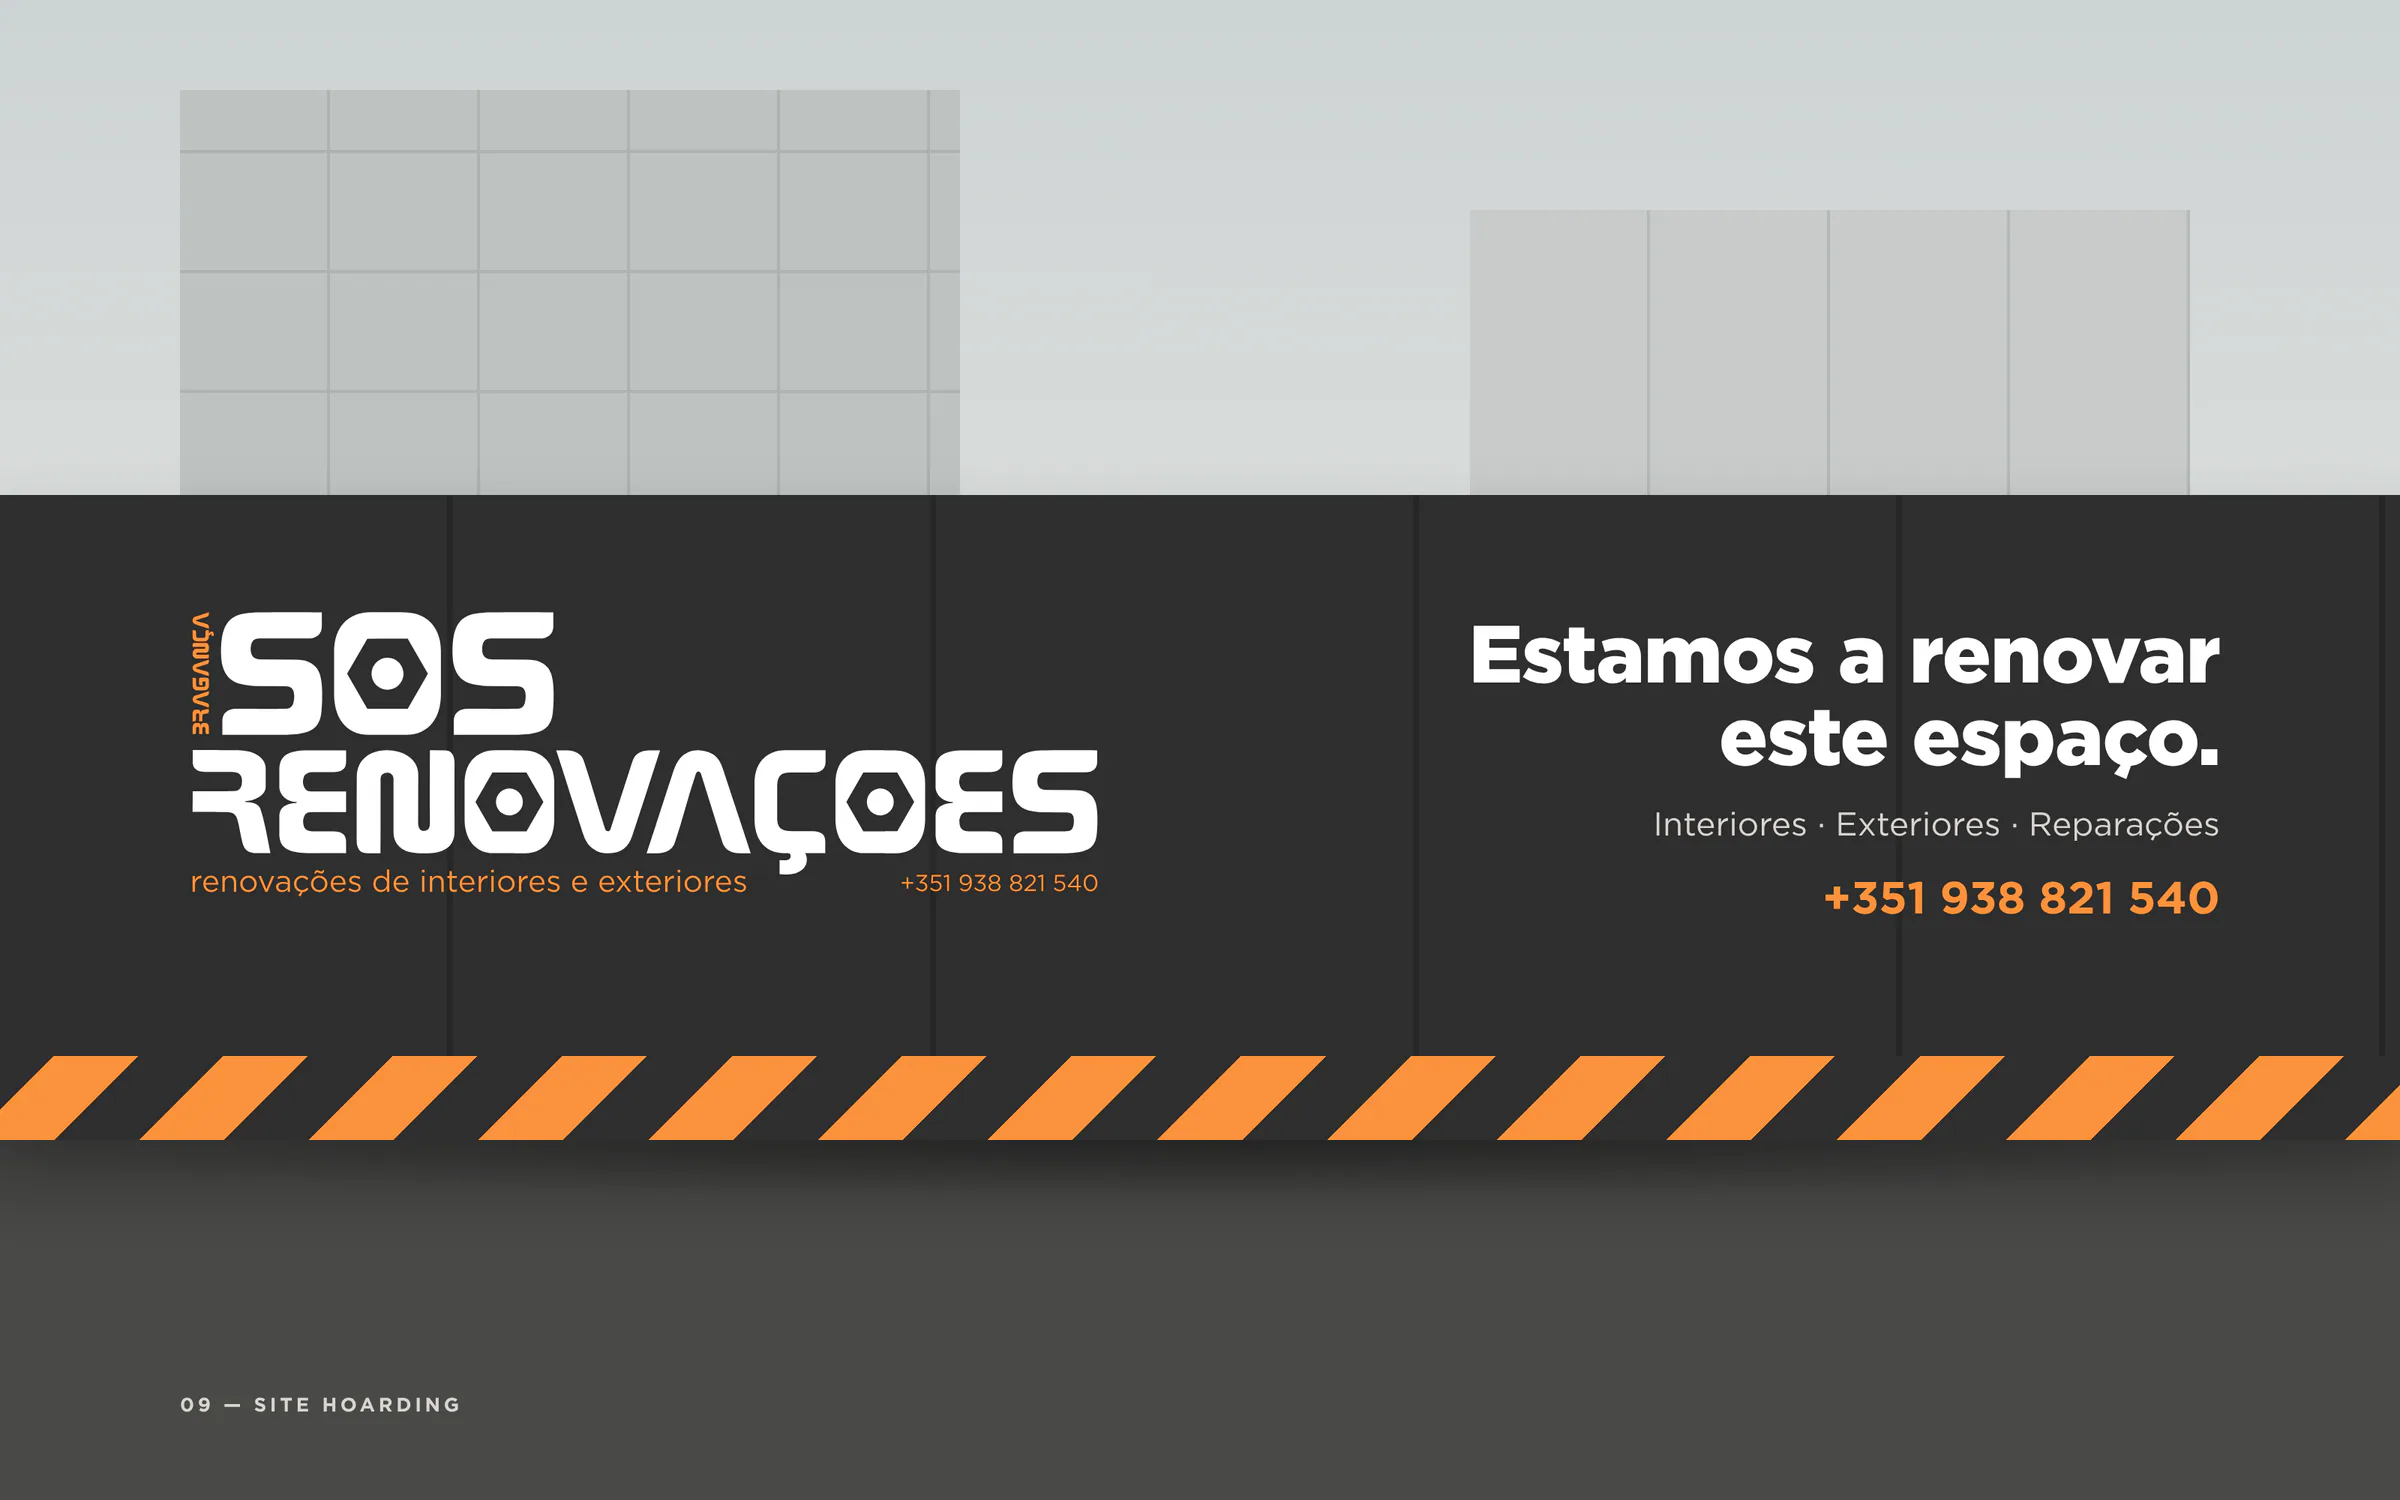 BRAGANÇA
SOS
RENOVAÇOES
renovações de interiores e exteriores
+351 938 821 540
Estamos a renovar
este espaço.
Interiores · Exteriores · Reparações
+351 938 821 540
09 — SITE HOARDING